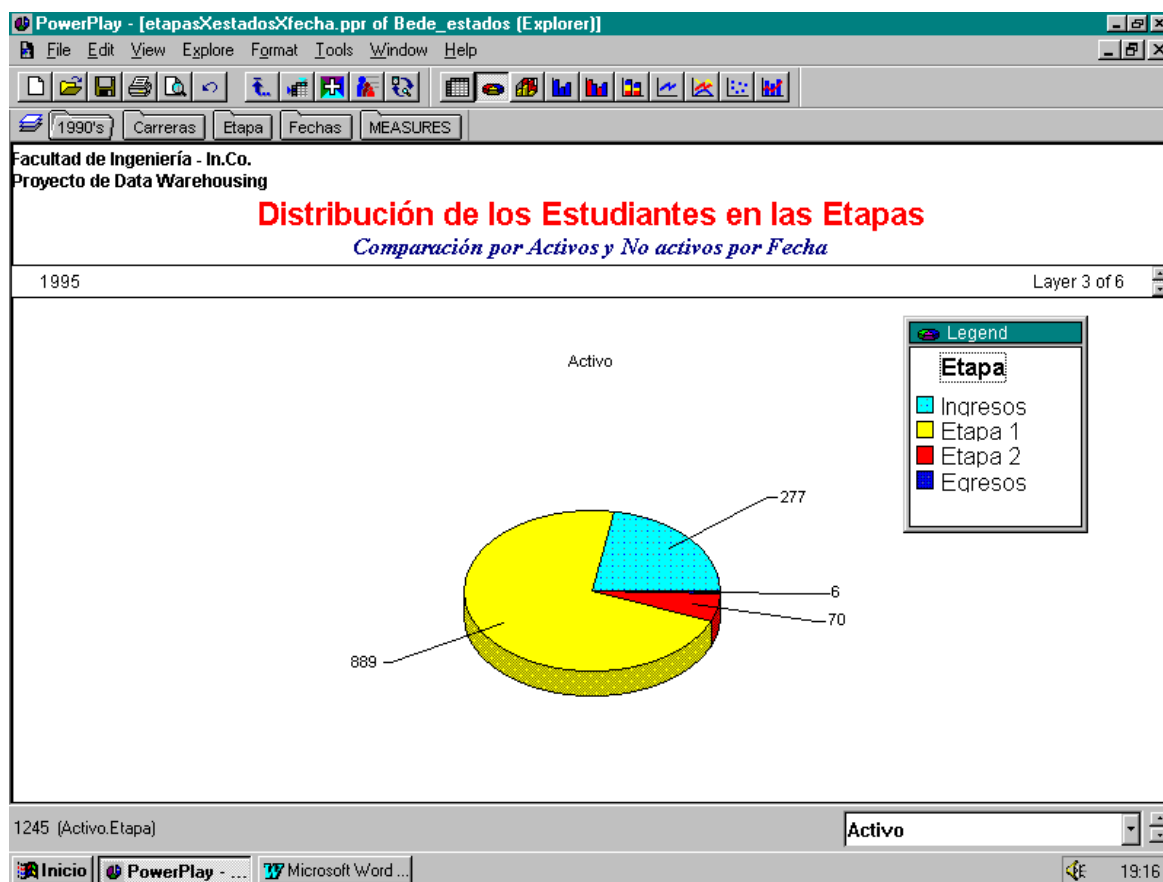 PowerPlay - [etapasXestadosXfecha.ppr of Bede_estados (Explorer)]
File Edit View Explore Format Tools Window Help
1990's Carreras Etapa Fechas MEASURES
Facultad de Ingeniería - In.Co.
Proyecto de Data Warehousing
Distribución de los Estudiantes en las Etapas
Comparación por Activos y No activos por Fecha
1995 Layer 3 of 6
Legend
Activo
Etapa
Ingresos
Etapa 1
Etapa 2
Egresos
277
6
70
889
1245 (Activo.Etapa) Activo
Inicio PowerPlay - ... Microsoft Word ... 19:16